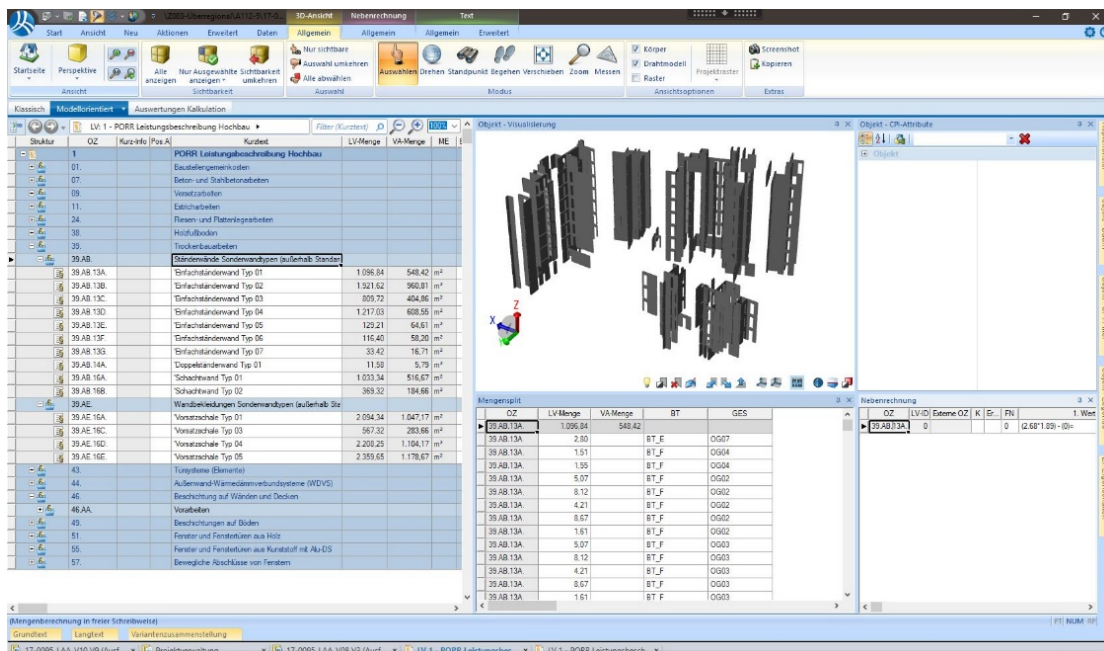 3D-Ansicht Nebenrechnung Text
Start Ansicht Neu Aktionen Erweitert Daten Allgemein Allgemein Allgemein Erweitert
Startseite
Perspektive
Ansicht
Alle anzeigen
Nur Ausgewählte anzeigen
Sichtbarkeit umkehren
Sichtbarkeit
Nur sichtbare
Auswahl umkehren
Alle abwählen
Auswahl
Auswählen Drehen Standpunkt Begehen Verschieben Zoom Messen
Modus
Körper
Drahtmodell
Raster
Projektraster
Ansichtsoptionen
Screenshot
Kopieren
Extras
Klassisch Modellorientiert Auswertungen Kalkulation
LV: 1 - PORR Leistungsbeschreibung Hochbau
Filter (Kurztext)
100%
Struktur OZ Kurz-Info Pos.A Kurztext LV-Menge VA-Menge ME
1 PORR Leistungsbeschreibung Hochbau
01. Baustellengemeinkosten
07. Beton- und Stahlbetonarbeiten
09. Versetzarbeiten
11. Estricharbeiten
24. Fliesen- und Plattenlegearbeiten
38. Holzfußboden
39. Trockenbauarbeiten
39.AB. Ständerwände Sonderwandtypen (außerhalb Standar
39.AB.13A. 'Einfachständerwand Typ 01 1.096,84 548,42 m²
39.AB.13B. 'Einfachständerwand Typ 02 1.921,62 960,81 m²
39.AB.13C. 'Einfachständerwand Typ 03 809,72 404,86 m²
39.AB.13D. 'Einfachständerwand Typ 04 1.217,03 608,55 m²
39.AB.13E. 'Einfachständerwand Typ 05 129,21 64,61 m²
39.AB.13F. 'Einfachständerwand Typ 06 116,40 58,20 m²
39.AB.13G. 'Einfachständerwand Typ 07 33,42 16,71 m²
39.AB.14A. 'Doppelständerwand Typ 01 11,58 5,79 m²
39.AB.16A. 'Schachtwand Typ 01 1.033,34 516,67 m²
39.AB.16B. 'Schachtwand Typ 02 369,32 184,66 m²
39.AE. Wandbekleidungen Sonderwandtypen (außerhalb Sta
39.AE.16A. 'Vorsatzschale Typ 01 2.094,34 1.047,17 m²
39.AE.16C. 'Vorsatzschale Typ 03 567,32 283,66 m²
39.AE.16D. 'Vorsatzschale Typ 04 2.208,25 1.104,17 m²
39.AE.16E. 'Vorsatzschale Typ 05 2.359,65 1.178,67 m²
43. Türsysteme (Elemente)
44. Außenwand-Wärmedämmverbundsysteme (WDVS)
46. Beschichtung auf Wänden und Decken
46.AA. Vorarbeiten
49. Beschichtungen auf Böden
51. Fenster und Fenstertüren aus Holz
55. Fenster und Fenstertüren aus Kunststoff mit Alu-DS
57. Bewegliche Abschlüsse von Fenstern
Objekt - Visualisierung
Z
X
Objekt - CPI-Attribute
Objekt
Mengensplit
OZ LV-Menge VA-Menge BT GES
39.AB.13A. 1.096,84 548,42
39.AB.13A. 2,80 BT_E OG07
39.AB.13A. 1,51 BT_F OG04
39.AB.13A. 1,55 BT_F OG04
39.AB.13A. 5,07 BT_F OG02
39.AB.13A. 8,12 BT_F OG02
39.AB.13A. 4,21 BT_F OG02
39.AB.13A. 8,67 BT_F OG02
39.AB.13A. 1,61 BT_F OG02
39.AB.13A. 5,07 BT_F OG03
39.AB.13A. 8,12 BT_F OG03
39.AB.13A. 4,21 BT_F OG03
39.AB.13A. 8,67 BT_F OG03
39.AB.13A. 1,61 BT_F OG03
Nebenrechnung
OZ LV-ID Externe OZ K Er... FN 1. Wert
39.AB.13A. 0 0 (2.68*1.89) - (0)=
(Mengenberechnung in freier Schreibweise)
NUM
Grundtext Langtext Variantenzusammenstellung
Projektverwaltung